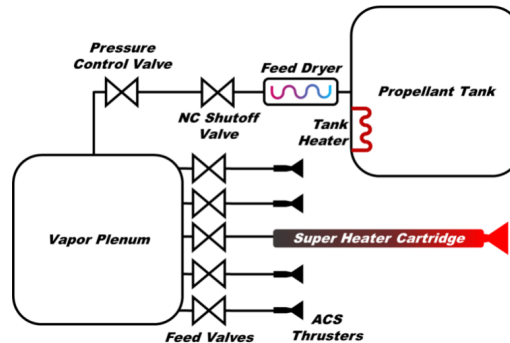 Pressure
Control Valve
Feed Dryer
Propellant Tank
NC Shutoff
Valve
Tank
Heater
Vapor Plenum
Super Heater Cartridge
ACS
Thrusters
Feed Valves